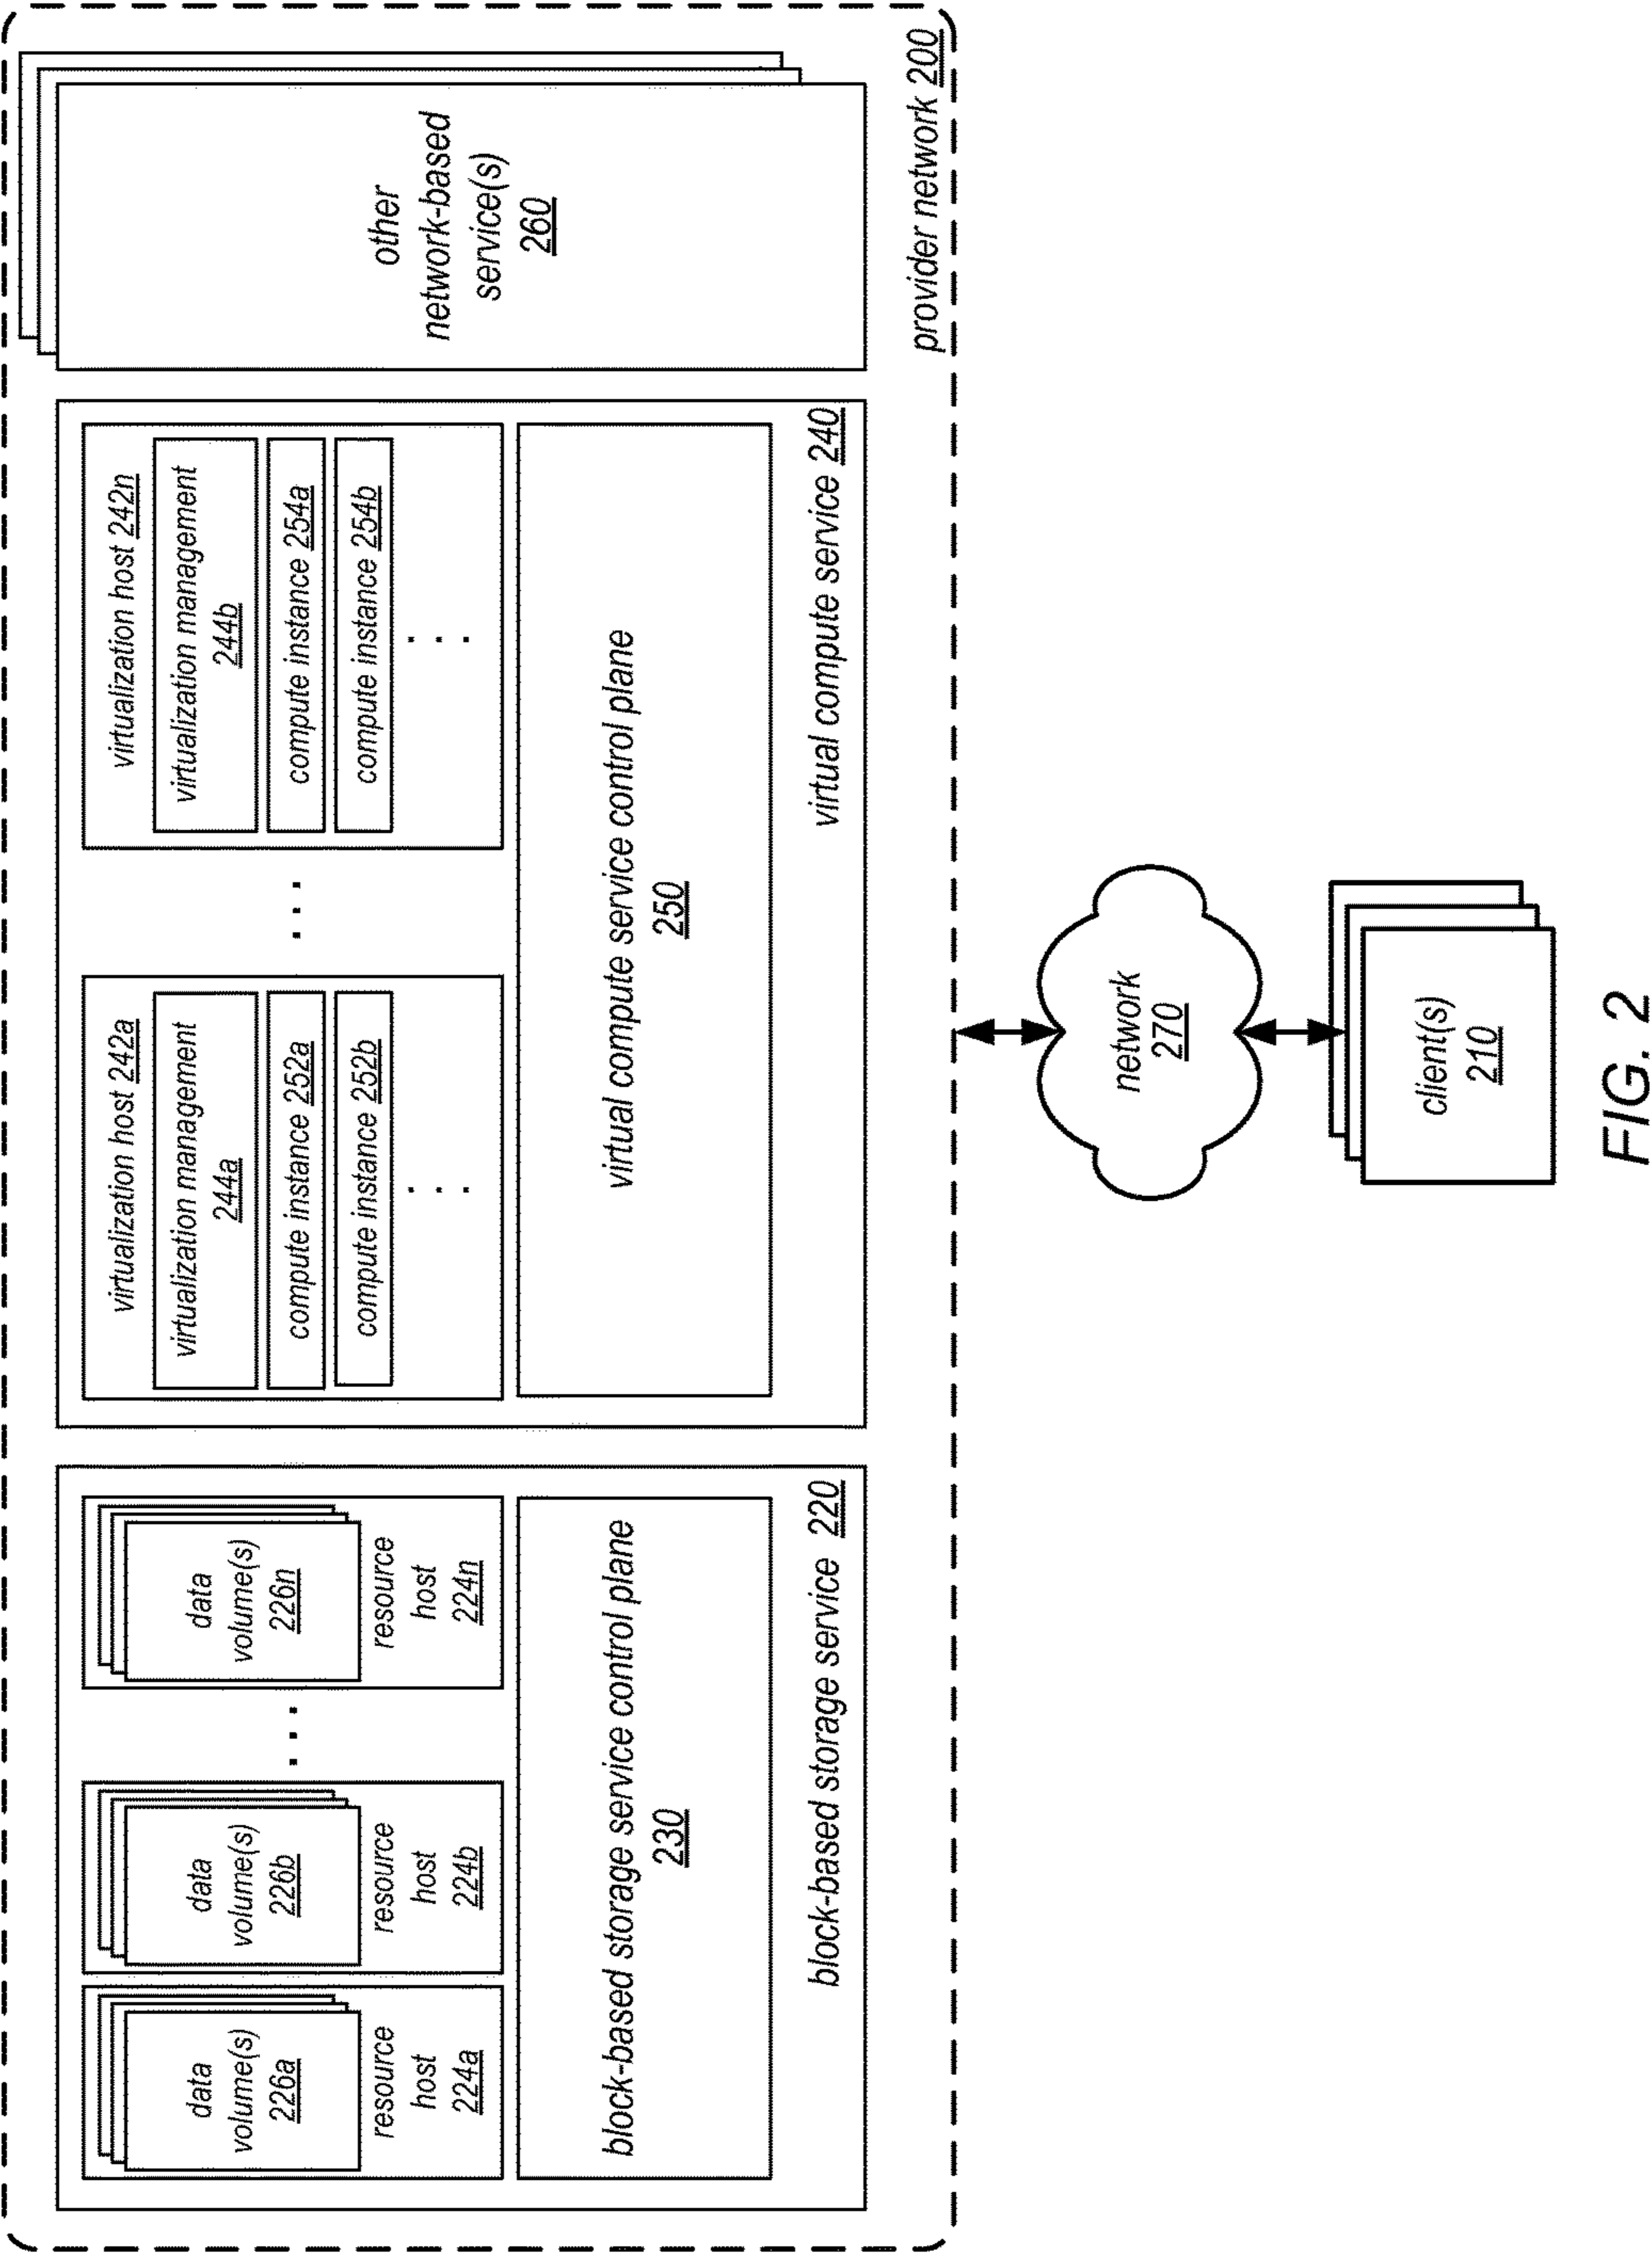 data
volume(s)
226a
resource
host
224a
data
volume(s)
226b
resource
host
224b
. . .
data
volume(s)
226n
resource
host
224n
block-based storage service control plane
230
block-based storage service 220
virtualization host 242a
virtualization management
244a
compute instance 252a
compute instance 252b
. . .
. . .
virtualization host 242n
virtualization management
244b
compute instance 254a
compute instance 254b
. . .
virtual compute service control plane
250
virtual compute service 240
other
network-based
service(s)
260
provider network 200
network
270
client(s)
210
FIG. 2